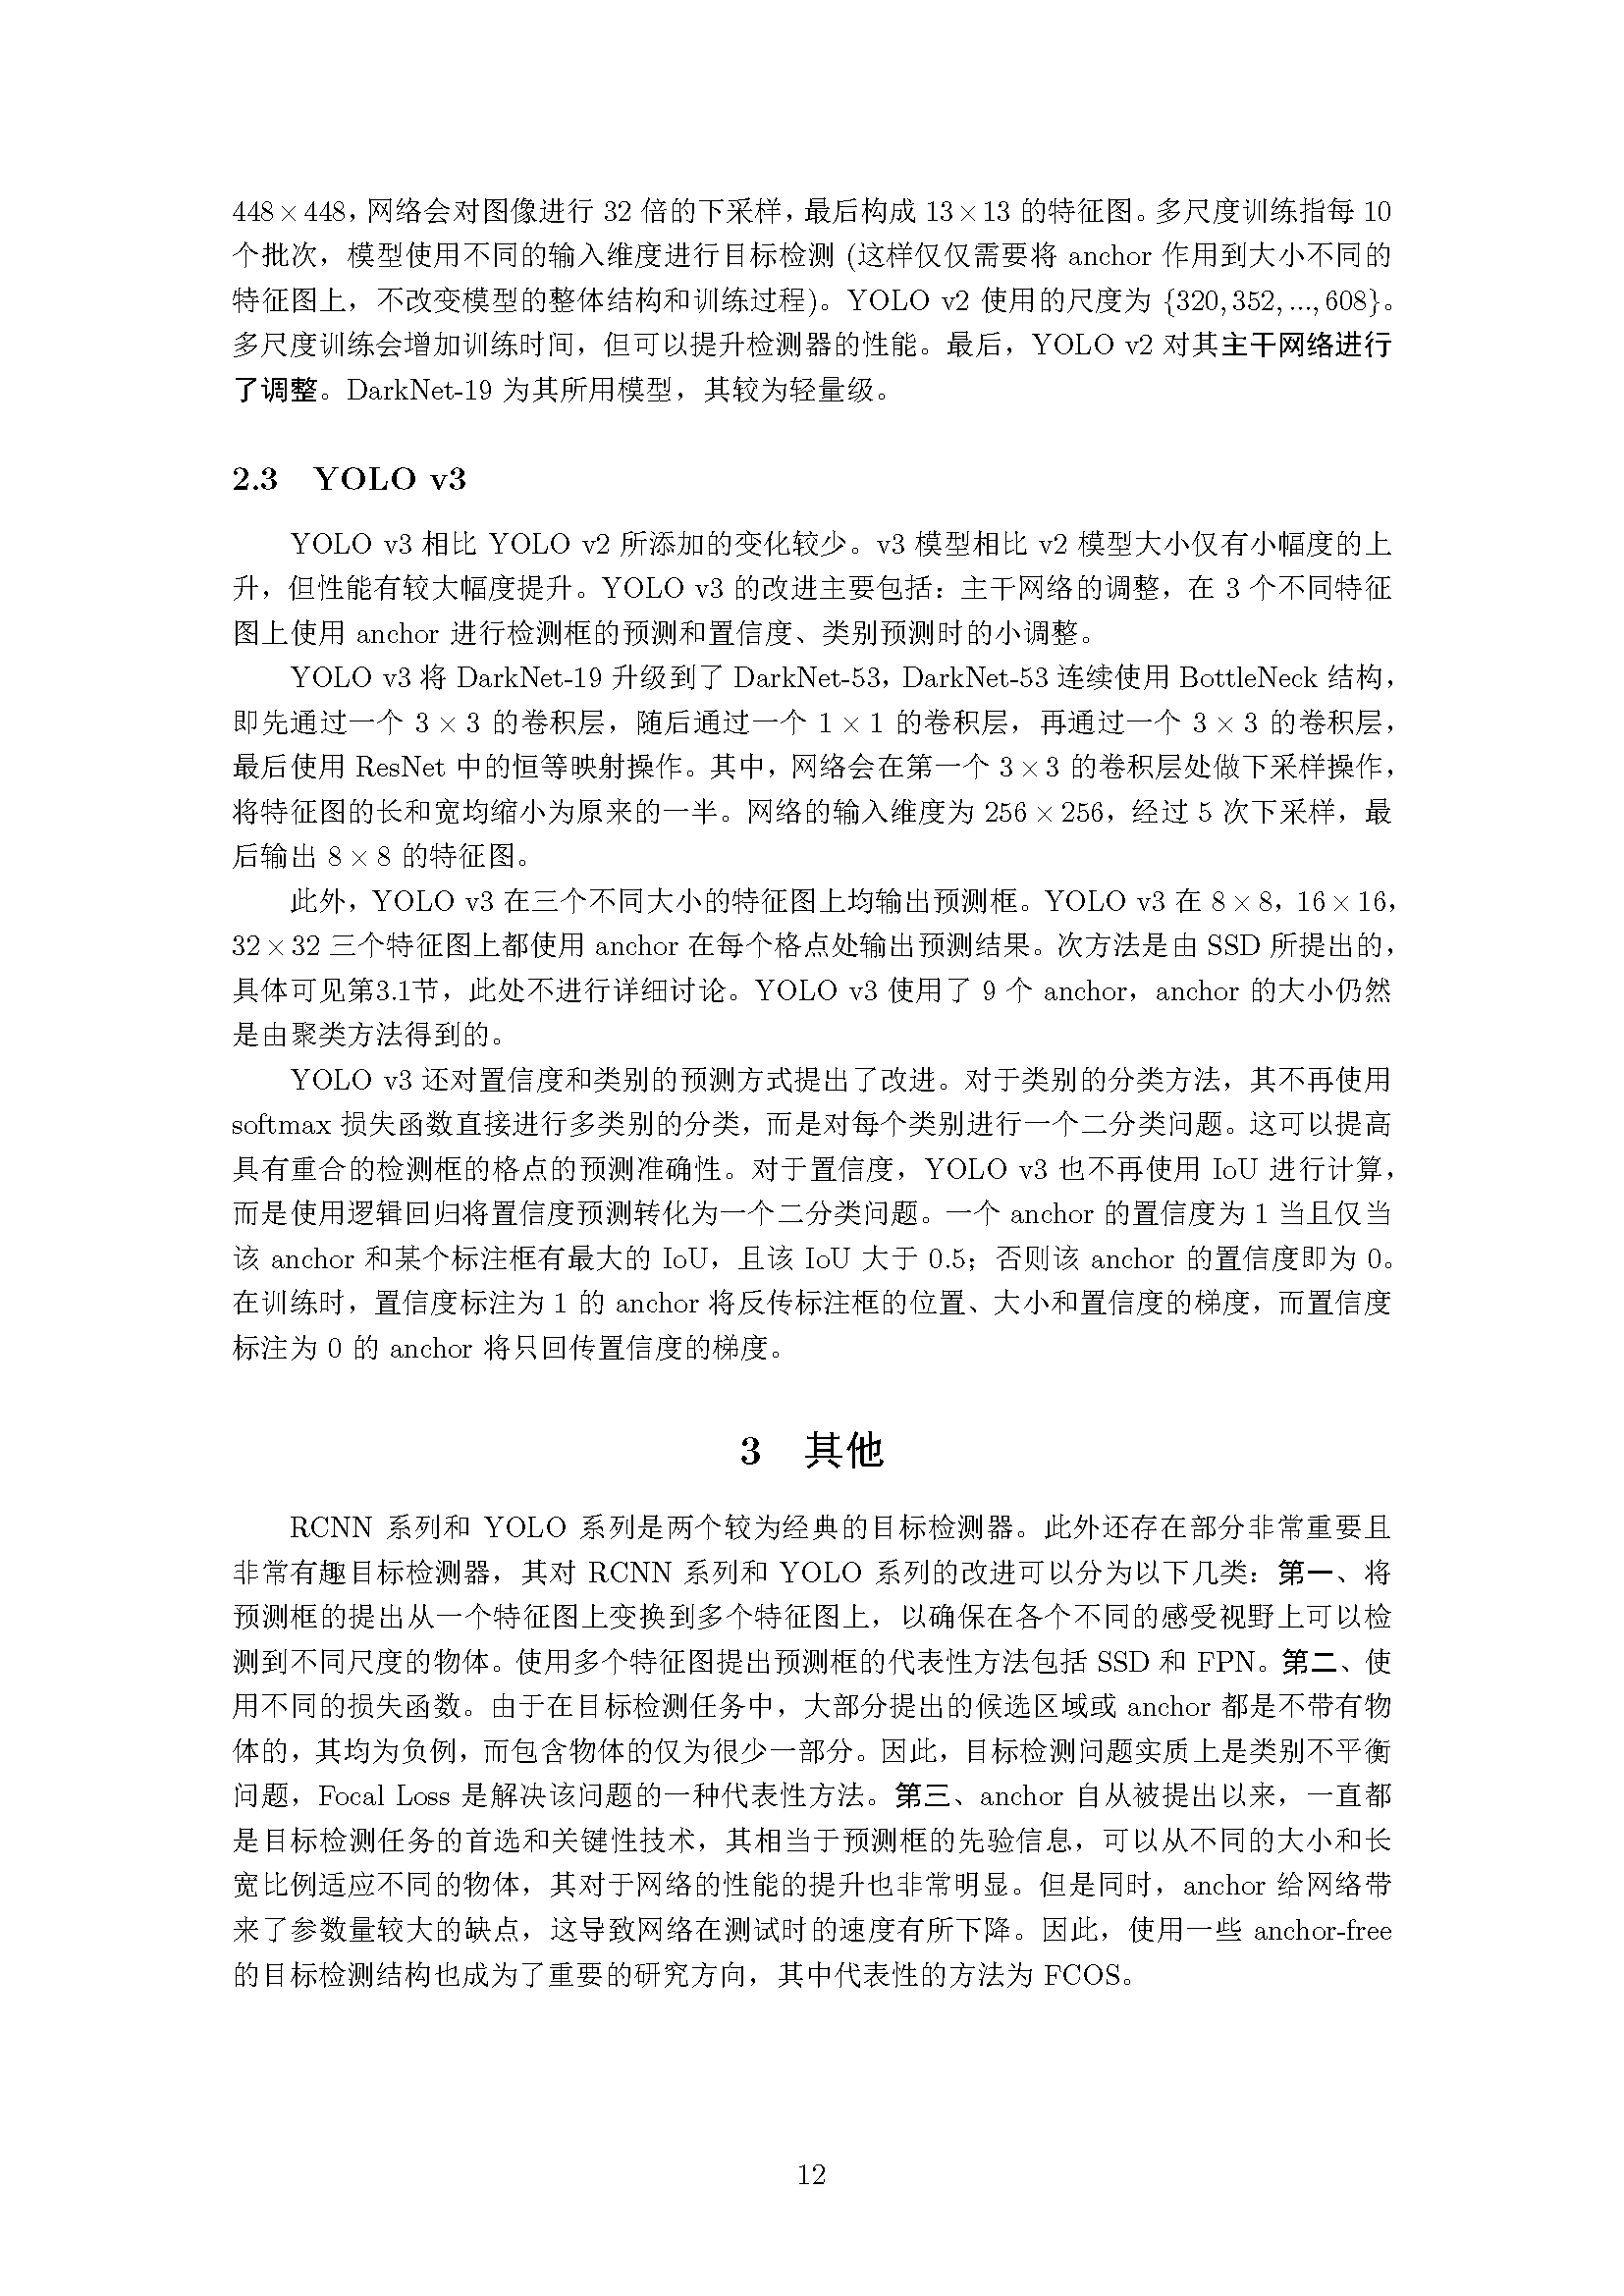 448 × 448，网络会对图像进行 32 倍的下采样，最后构成 13 × 13 的特征图。多尺度训练指每 10
个批次，模型使用不同的输入维度进行目标检测 (这样仅仅需要将 anchor 作用到大小不同的
特征图上，不改变模型的整体结构和训练过程)。YOLO v2 使用的尺度为 {320, 352, ..., 608}。
多尺度训练会增加训练时间，但可以提升检测器的性能。最后，YOLO v2 对其主干网络进行
了调整。DarkNet-19 为其所用模型，其较为轻量级。
2.3 YOLO v3
YOLO v3 相比 YOLO v2 所添加的变化较少。v3 模型相比 v2 模型大小仅有小幅度的上
升，但性能有较大幅度提升。YOLO v3 的改进主要包括：主干网络的调整，在 3 个不同特征
图上使用 anchor 进行检测框的预测和置信度、类别预测时的小调整。
YOLO v3 将 DarkNet-19 升级到了 DarkNet-53，DarkNet-53 连续使用 BottleNeck 结构，
即先通过一个 3 × 3 的卷积层，随后通过一个 1 × 1 的卷积层，再通过一个 3 × 3 的卷积层，
最后使用 ResNet 中的恒等映射操作。其中，网络会在第一个 3 × 3 的卷积层处做下采样操作，
将特征图的长和宽均缩小为原来的一半。网络的输入维度为 256 × 256，经过 5 次下采样，最
后输出 8 × 8 的特征图。
此外，YOLO v3 在三个不同大小的特征图上均输出预测框。YOLO v3 在 8 × 8，16 × 16，
32 × 32 三个特征图上都使用 anchor 在每个格点处输出预测结果。次方法是由 SSD 所提出的，
具体可见第3.1节，此处不进行详细讨论。YOLO v3 使用了 9 个 anchor，anchor 的大小仍然
是由聚类方法得到的。
YOLO v3 还对置信度和类别的预测方式提出了改进。对于类别的分类方法，其不再使用
softmax 损失函数直接进行多类别的分类，而是对每个类别进行一个二分类问题。这可以提高
具有重合的检测框的格点的预测准确性。对于置信度，YOLO v3 也不再使用 IoU 进行计算，
而是使用逻辑回归将置信度预测转化为一个二分类问题。一个 anchor 的置信度为 1 当且仅当
该 anchor 和某个标注框有最大的 IoU，且该 IoU 大于 0.5；否则该 anchor 的置信度即为 0。
在训练时，置信度标注为 1 的 anchor 将反传标注框的位置、大小和置信度的梯度，而置信度
标注为 0 的 anchor 将只回传置信度的梯度。
3 其他
RCNN 系列和 YOLO 系列是两个较为经典的目标检测器。此外还存在部分非常重要且
非常有趣目标检测器，其对 RCNN 系列和 YOLO 系列的改进可以分为以下几类：第一、将
预测框的提出从一个特征图上变换到多个特征图上，以确保在各个不同的感受视野上可以检
测到不同尺度的物体。使用多个特征图提出预测框的代表性方法包括 SSD 和 FPN。第二、使
用不同的损失函数。由于在目标检测任务中，大部分提出的候选区域或 anchor 都是不带有物
体的，其均为负例，而包含物体的仅为很少一部分。因此，目标检测问题实质上是类别不平衡
问题，Focal Loss 是解决该问题的一种代表性方法。第三、anchor 自从被提出以来，一直都
是目标检测任务的首选和关键性技术，其相当于预测框的先验信息，可以从不同的大小和长
宽比例适应不同的物体，其对于网络的性能的提升也非常明显。但是同时，anchor 给网络带
来了参数量较大的缺点，这导致网络在测试时的速度有所下降。因此，使用一些 anchor-free
的目标检测结构也成为了重要的研究方向，其中代表性的方法为 FCOS。
12